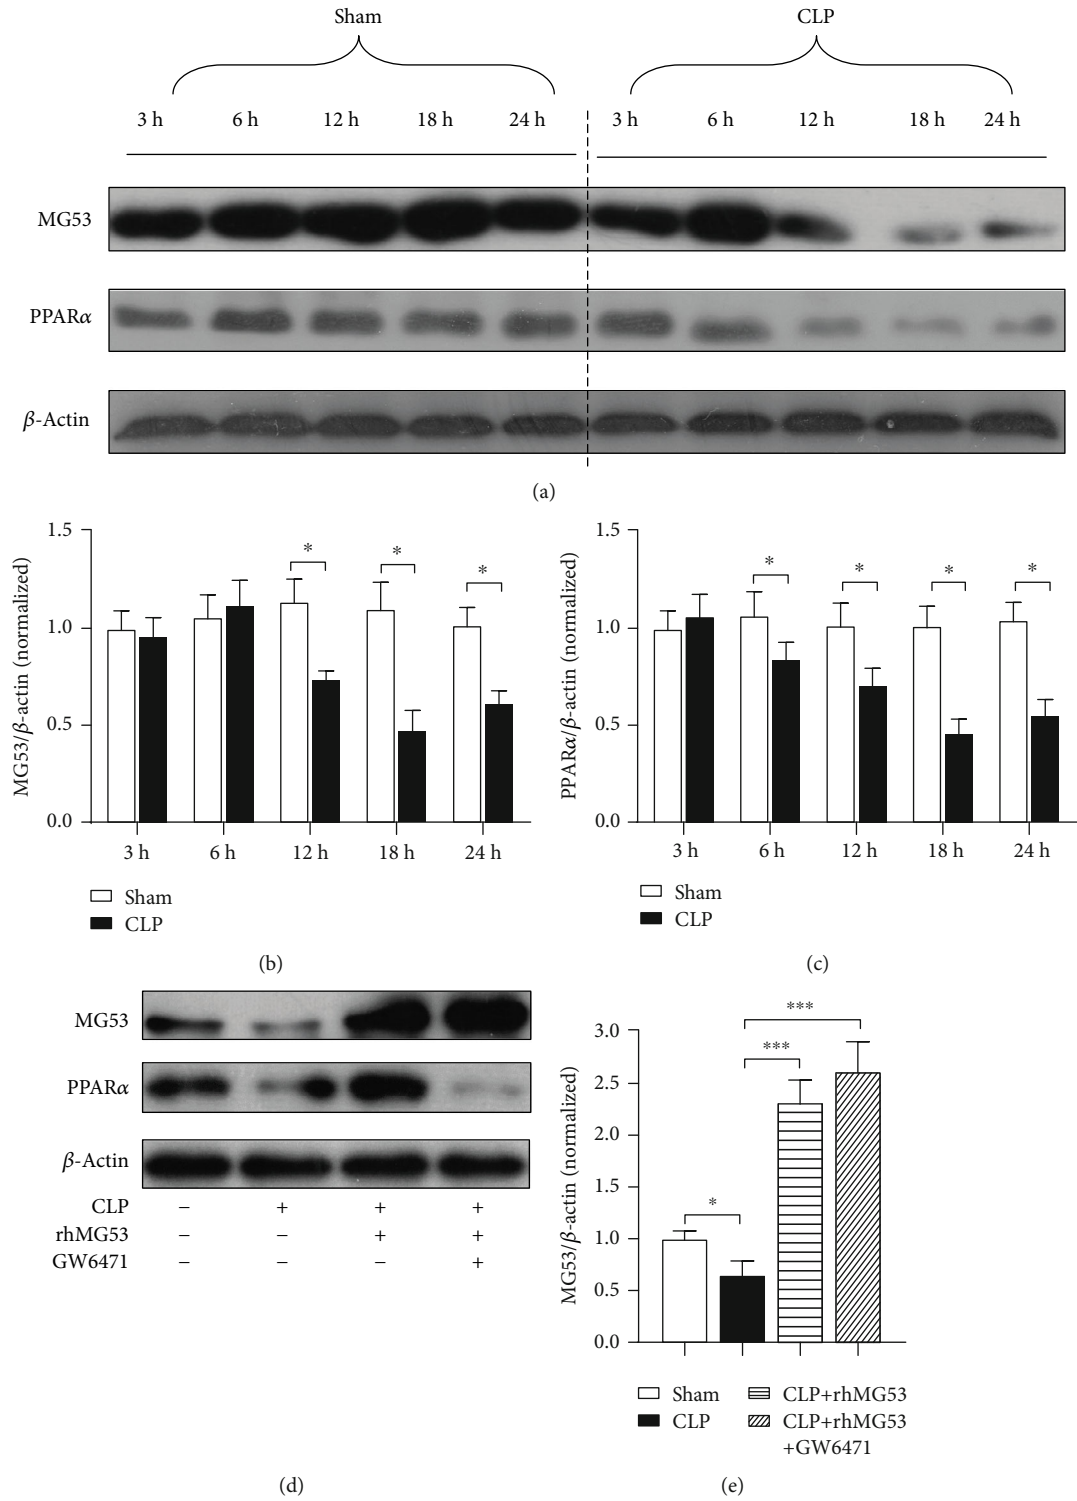 Sham CLP
3 h 6 h 12 h 18 h 24 h 3 h 6 h 12 h 18 h 24 h
MG53
PPARα
β-Actin
(a)
1.5
1.0
0.5
0.0
MG53/β-actin (normalized)
* * *
3 h 6 h 12 h 18 h 24 h
Sham
CLP
(b)
1.5
1.0
0.5
0.0
PPARα/β-actin (normalized)
* * * *
3 h 6 h 12 h 18 h 24 h
Sham
CLP
(c)
MG53
PPARα
β-Actin
CLP − + + +
rhMG53 − − + +
GW6471 − − − +
(d)
3.0
2.5
2.0
1.5
1.0
0.5
0.0
MG53/β-actin (normalized)
***
***
*
Sham
CLP
CLP+rhMG53
CLP+rhMG53
+GW6471
(e)